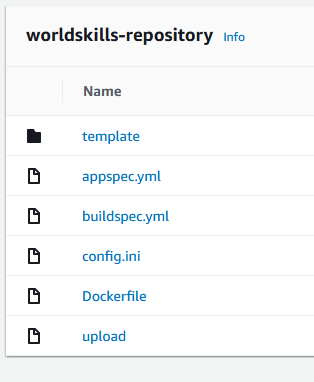 worldskills-repository Info
Name
template
appspec.yml
buildspec.yml
config.ini
Dockerfile
upload